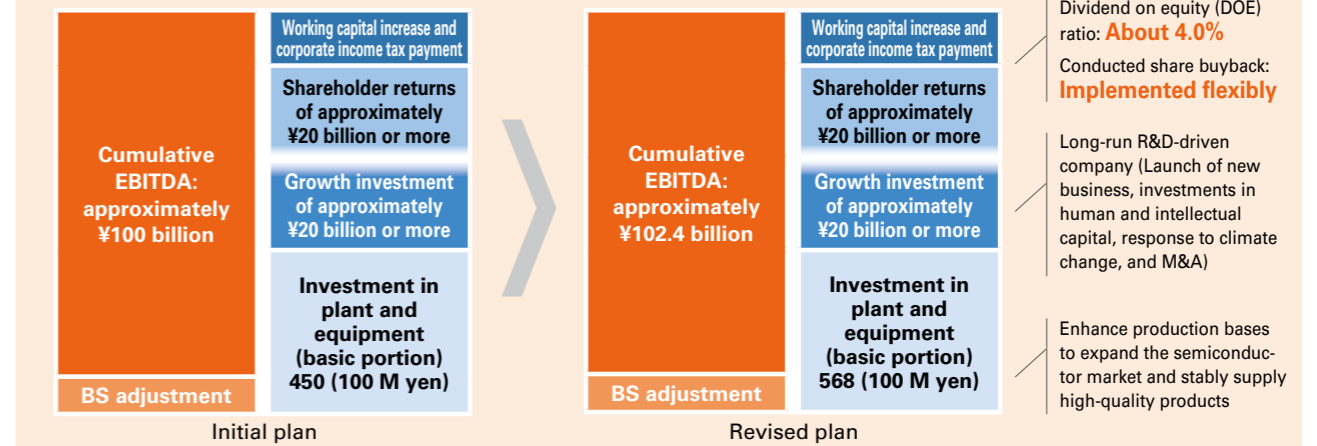 Cumulative
EBITDA:
approximately
¥100 billion
BS adjustment
Working capital increase and
corporate income tax payment
Shareholder returns
of approximately
¥20 billion or more
Growth investment
of approximately
¥20 billion or more
Investment in
plant and
equipment
(basic portion)
450 (100 M yen)
Initial plan
Cumulative
EBITDA:
approximately
¥102.4 billion
BS adjustment
Working capital increase and
corporate income tax payment
Shareholder returns
of approximately
¥20 billion or more
Growth investment
of approximately
¥20 billion or more
Investment in
plant and
equipment
(basic portion)
568 (100 M yen)
Revised plan
Dividend on equity (DOE)
ratio: About 4.0%
Conducted share buyback:
Implemented flexibly
Long-run R&D-driven
company (Launch of new
business, investments in
human and intellectual
capital, response to climate
change, and M&A)
Enhance production bases
to expand the semiconduc-
tor market and stably supply
high-quality products